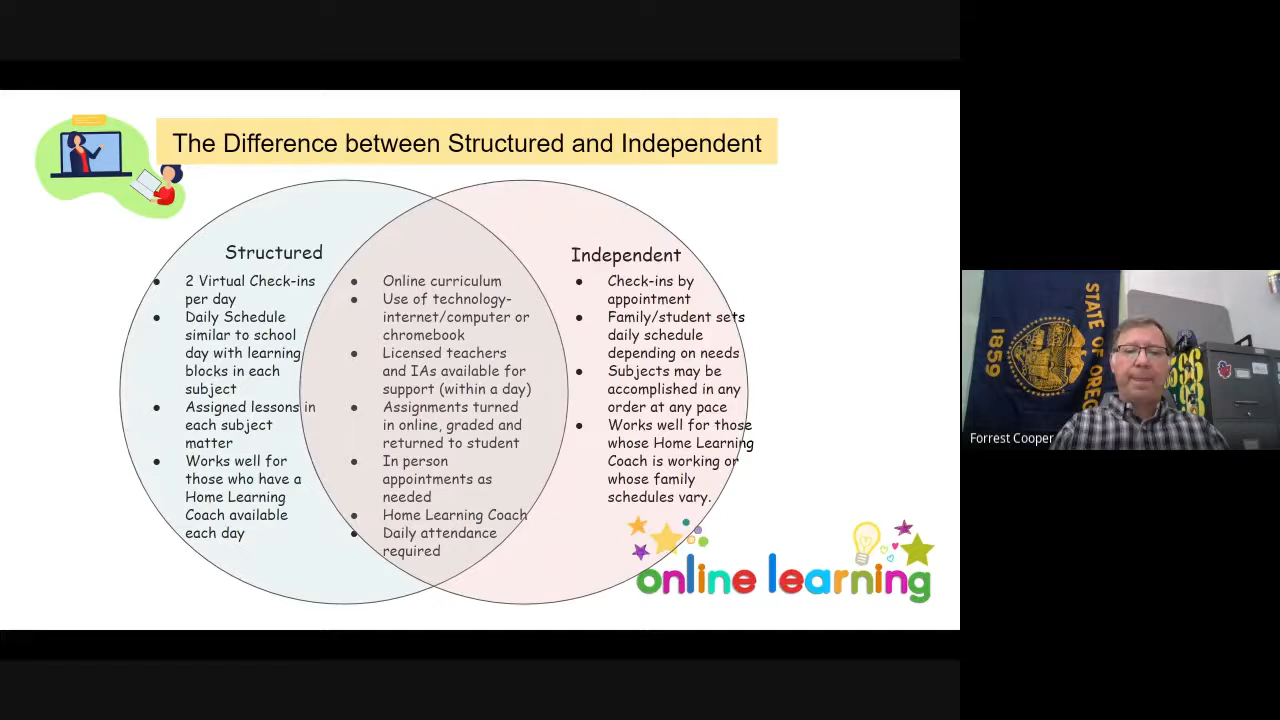 The Difference between Structured and Independent
Structured
2 Virtual Check-ins
per day
Daily Schedule
similar to school
day with learning
blocks in each
subject
Assigned lessons in
each subject
matter
Works well for
those who have a
Home Learning
Coach available
each day
Online curriculum
Use of technology-
internet/computer or
chromebook
Licensed teachers
and IAs available for
support (within a day)
Assignments turned
in online, graded and
returned to student
In person
appointments as
needed
Home Learning Coach
Daily attendance
required
Independent
Check-ins by
appointment
Family/student sets
daily schedule
depending on needs
Subjects may be
accomplished in any
order at any pace
Works well for those
whose Home Learning
Coach is working or
whose family
schedules vary.
online learning
STATE OF OREG
1859
Forrest Cooper